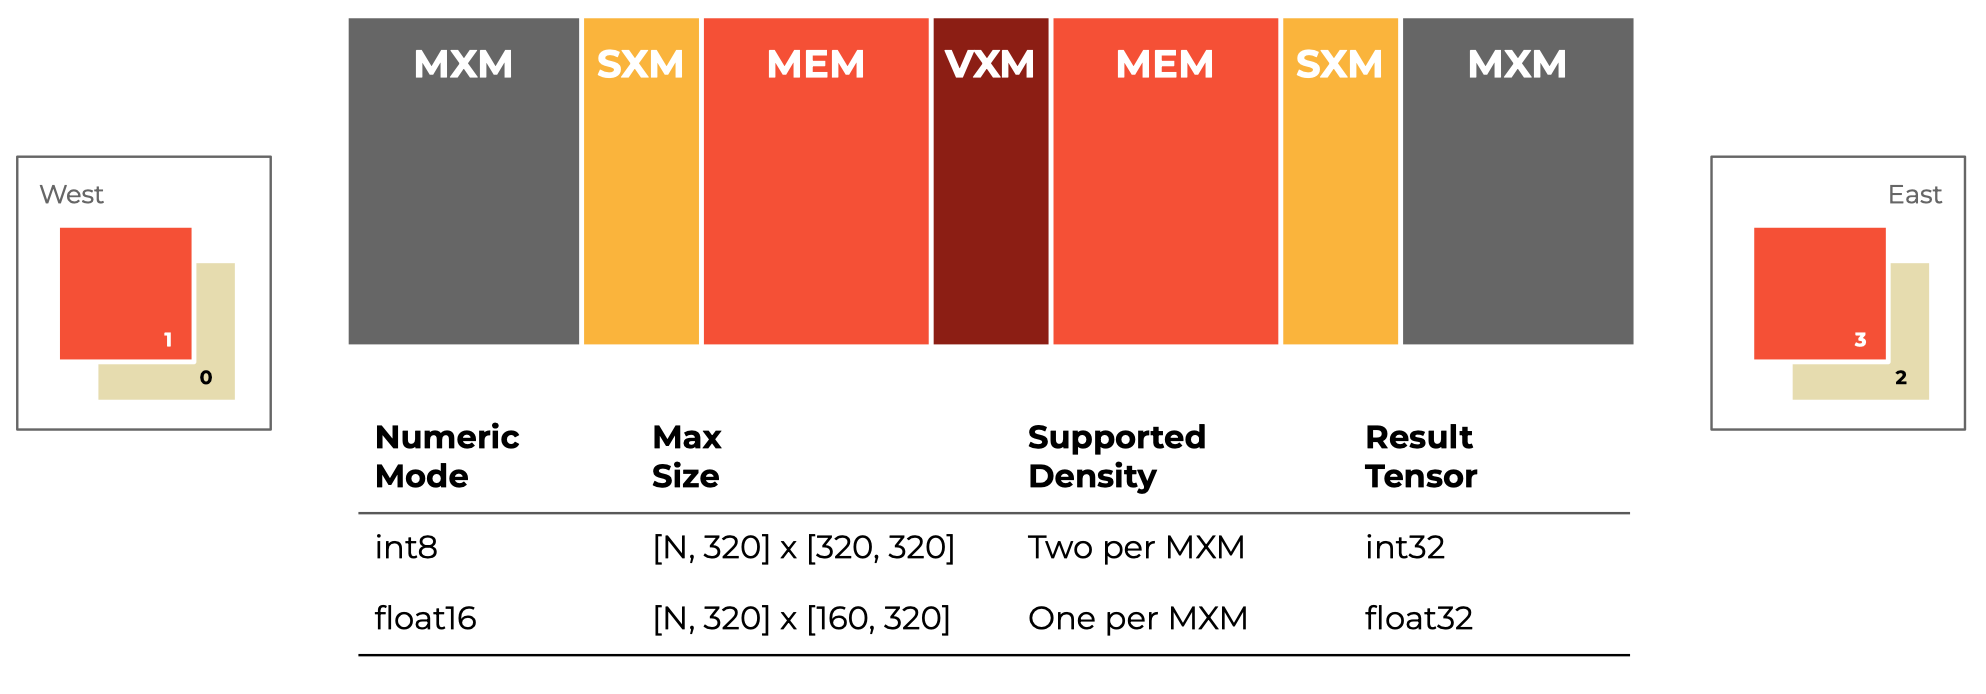 MXM SXM MEM VXM MEM SXM MXM
West
1
0
East
3
2
Numeric Mode Max Size Supported Density Result Tensor
int8 [N, 320] x [320, 320] Two per MXM int32
float16 [N, 320] x [160, 320] One per MXM float32